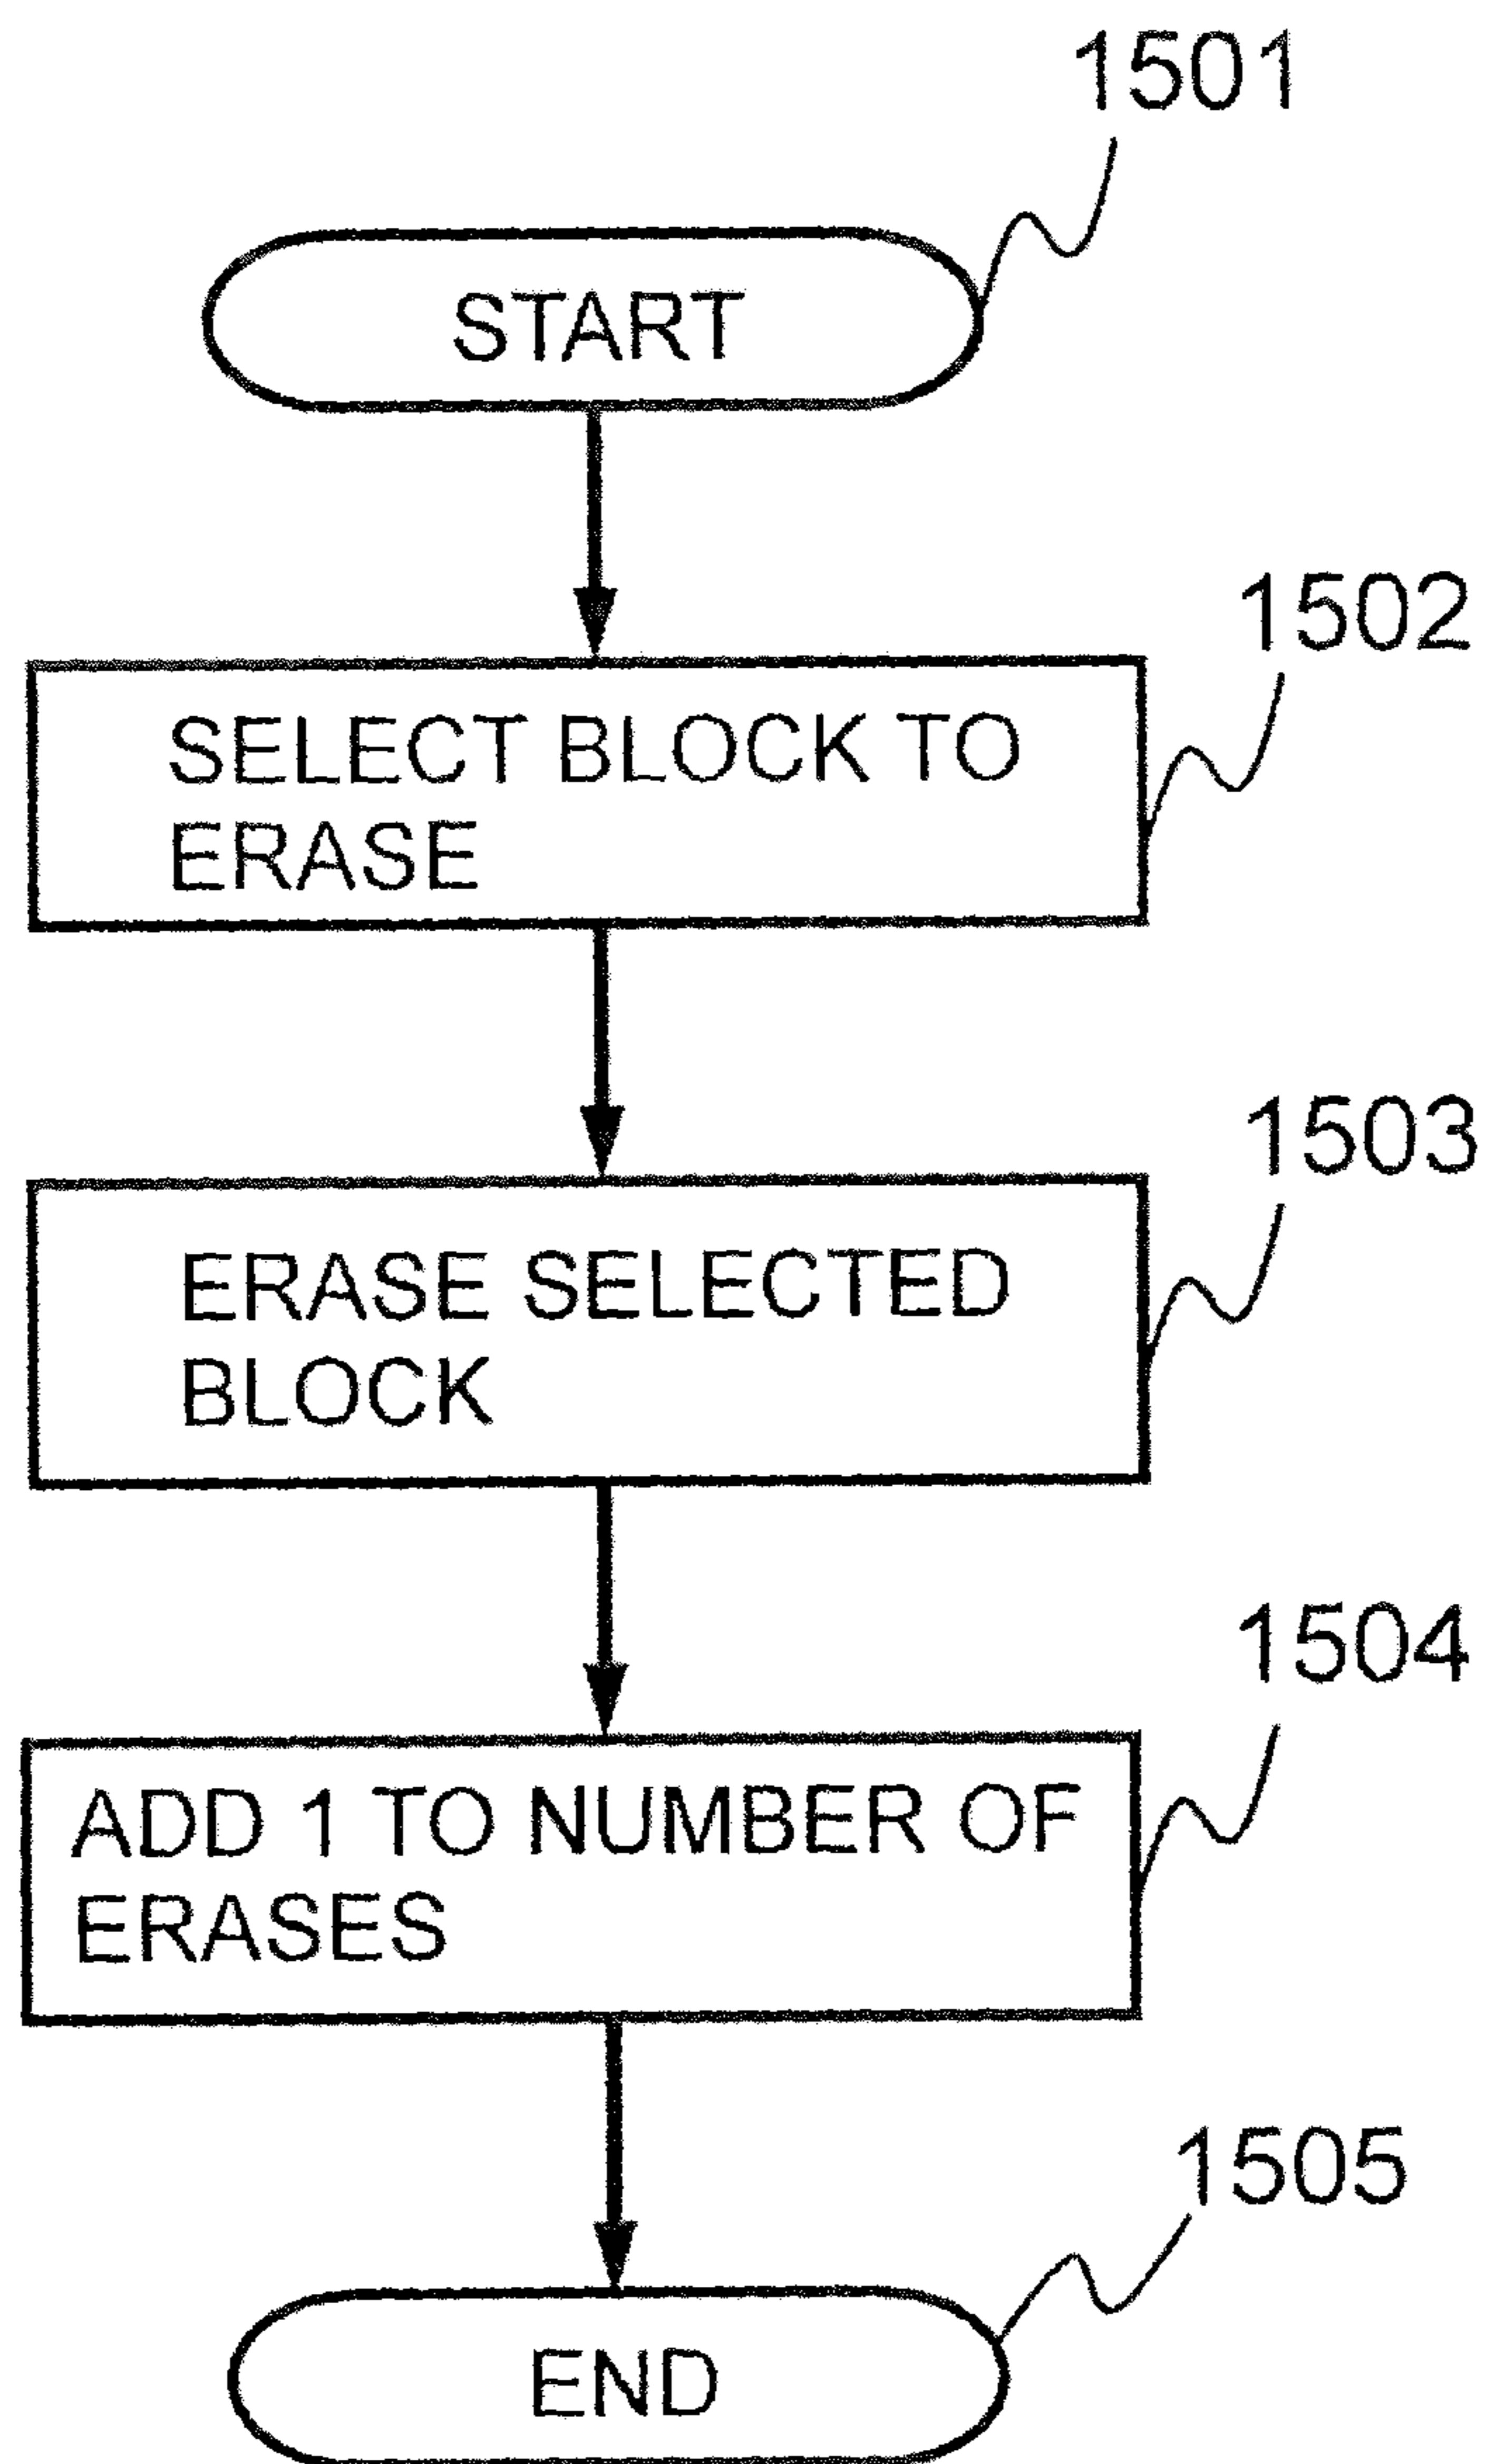 1501
START
1502
SELECT BLOCK TO
ERASE
1503
ERASE SELECTED
BLOCK
1504
ADD 1 TO NUMBER OF
ERASES
1505
END